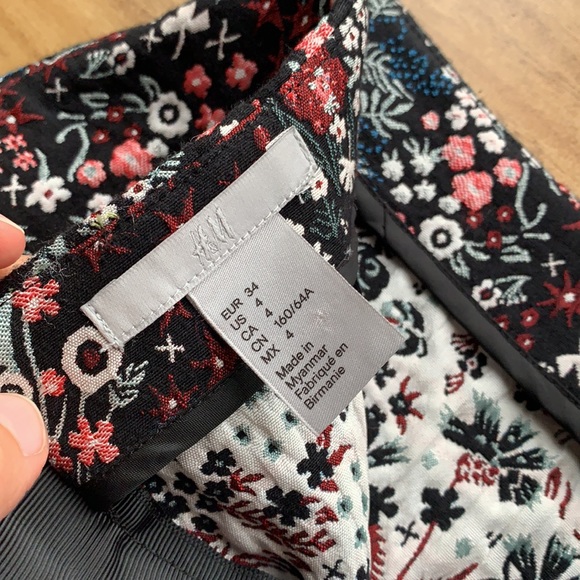 H&M
EUR 34
US 4
CA 4
CN 160/64A
MX 4
Made in
Myanmar
Fabriqué en
Birmanie